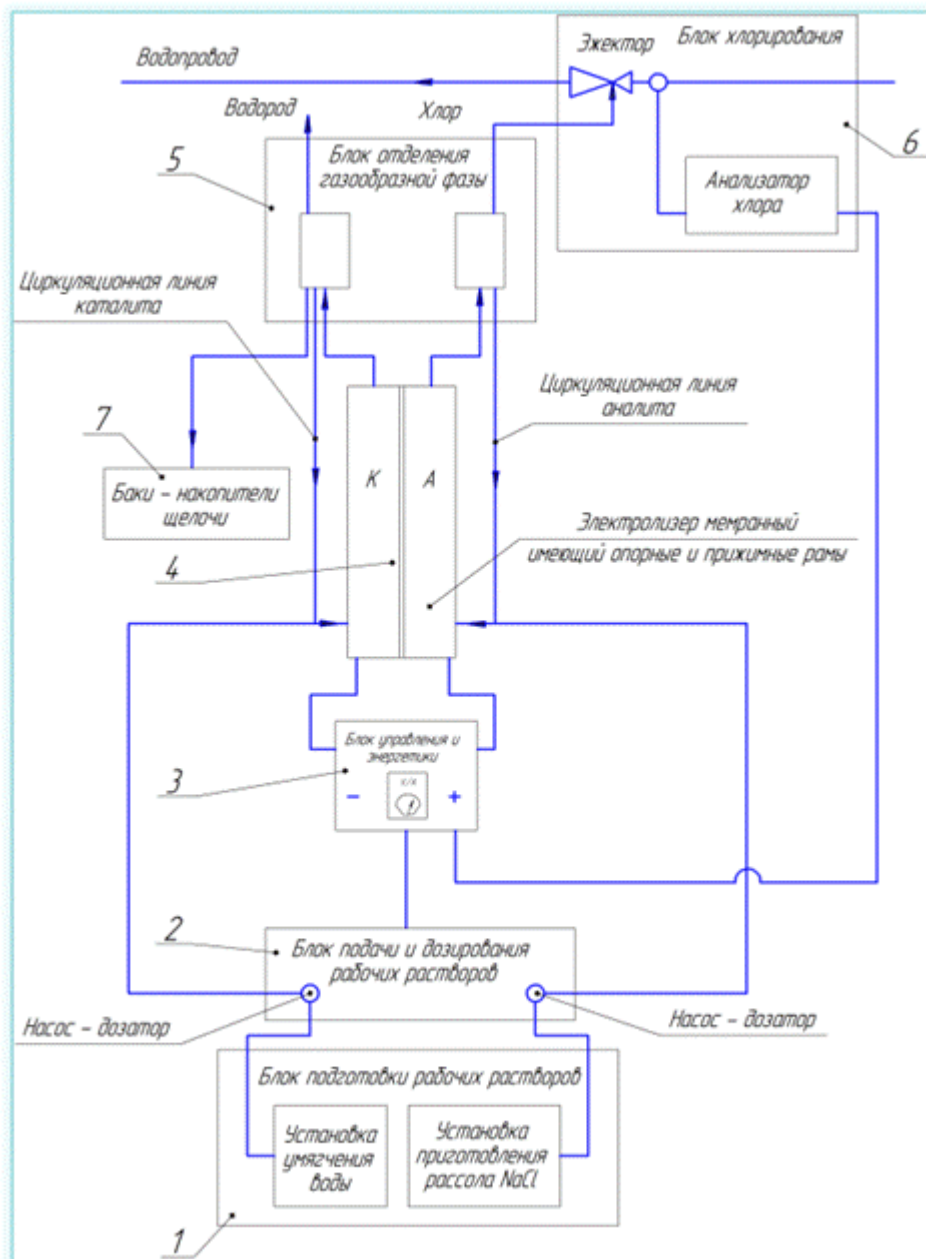 Эжектор
Блок хлорирования
Водопровод
Водород
Хлор
6
5
Блок отделения
газообразной фазы
Анализатор
хлора
Циркуляционная линия
каталита
Циркуляционная линия
аналита
7
К
А
Баки - накопители
щелочи
Электролизер мемранный
имеющий опорные и прижимные рамы
4
Блок управления и
энергетики
3
- +
2
Блок подачи и дозирования
рабочих растворов
Насос - дозатор
Насос - дозатор
Блок подготовки рабочих растворов
Установка
умягчения
воды
Установка
приготовления
рассола NaCl
1